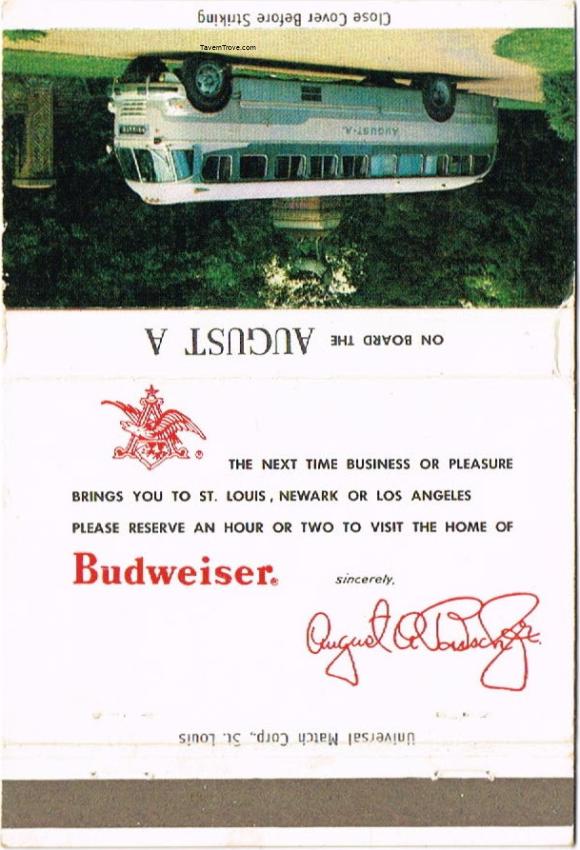 Close Cover Before Striking
TavernTrove.com
AUGUST-A
ON BOARD THE AUGUST A
THE NEXT TIME BUSINESS OR PLEASURE
BRINGS YOU TO ST. LOUIS, NEWARK OR LOS ANGELES
PLEASE RESERVE AN HOUR OR TWO TO VISIT THE HOME OF
Budweiser®
sincerely,
August A Busch Jr.
Universal Match Corp., St. Louis